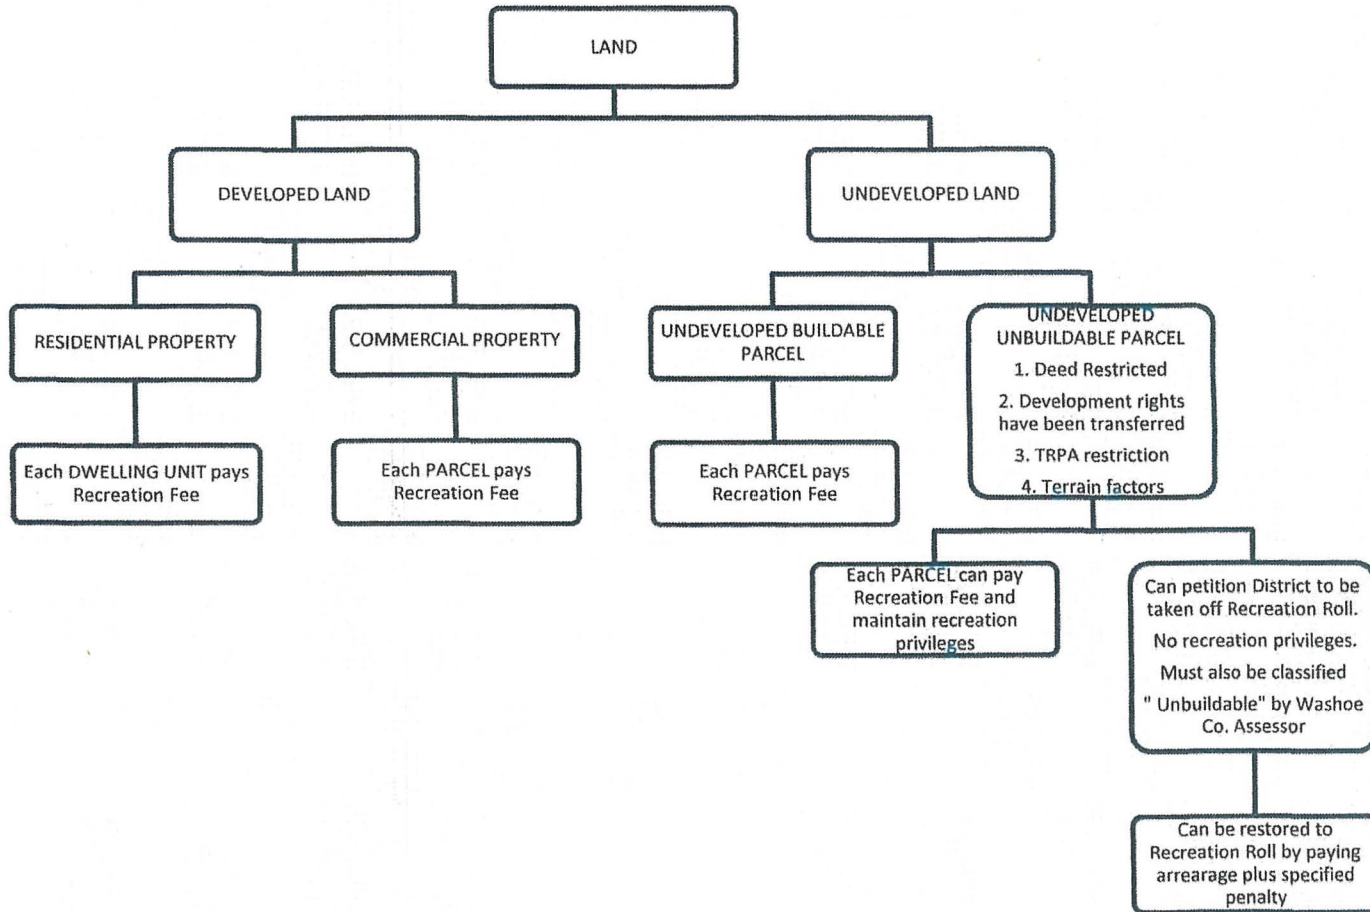 LAND
DEVELOPED LAND
UNDEVELOPED LAND
RESIDENTIAL PROPERTY
COMMERCIAL PROPERTY
UNDEVELOPED BUILDABLE
PARCEL
UNDEVELOPED
UNBUILDABLE PARCEL
1. Deed Restricted
2. Development rights
have been transferred
3. TRPA restriction
4. Terrain factors
Each DWELLING UNIT pays
Recreation Fee
Each PARCEL pays
Recreation Fee
Each PARCEL pays
Recreation Fee
Each PARCEL can pay
Recreation Fee and
maintain recreation
privileges
Can petition District to be
taken off Recreation Roll.
No recreation privileges.
Must also be classified
" Unbuildable" by Washoe
Co. Assessor
Can be restored to
Recreation Roll by paying
arrearage plus specified
penalty